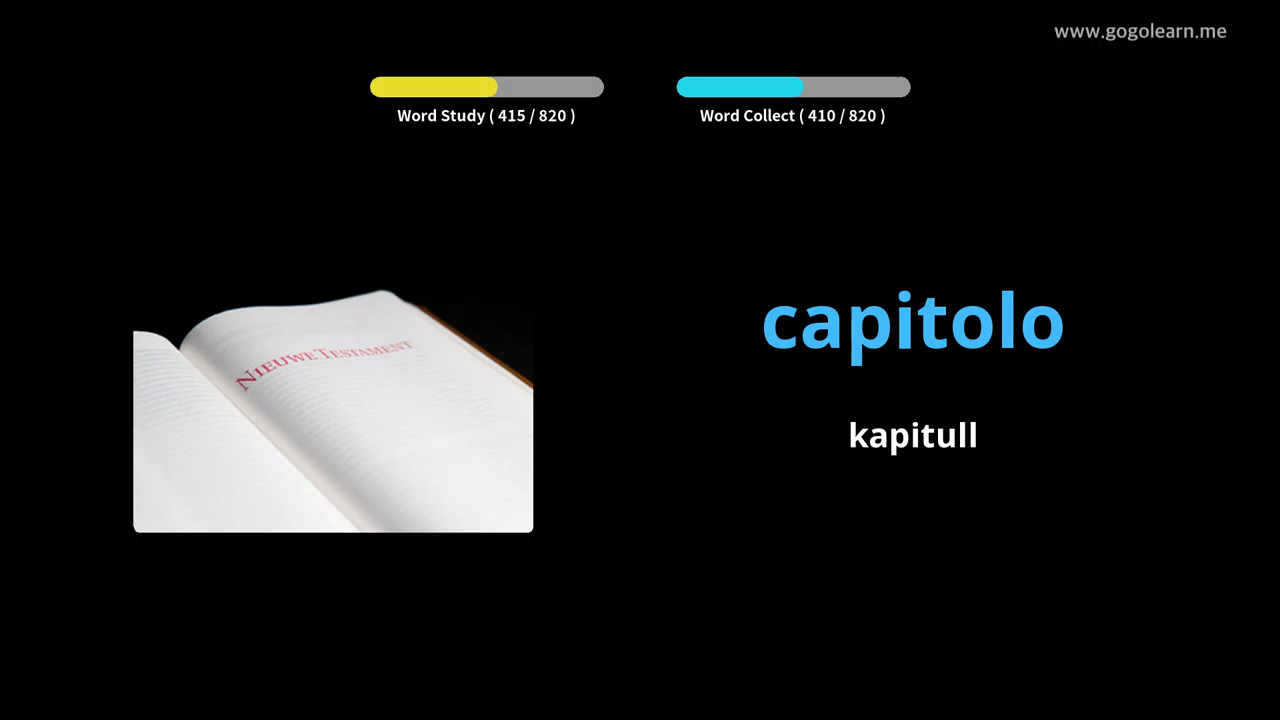 www.gogolearn.me
Word Study ( 415 / 820 )
Word Collect ( 410 / 820 )
NIEUWE TESTAMENT
capitolo
kapitull